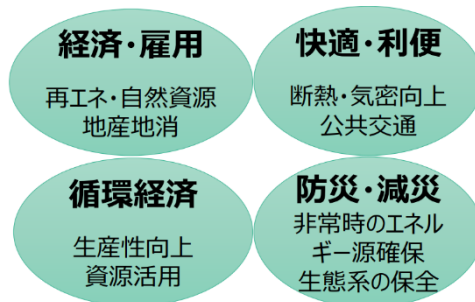 経済・雇用
再エネ・自然資源
地産地消
快適・利便
断熱・気密向上
公共交通
循環経済
生産性向上
資源活用
防災・減災
非常時のエネル
ギー源確保
生態系の保全